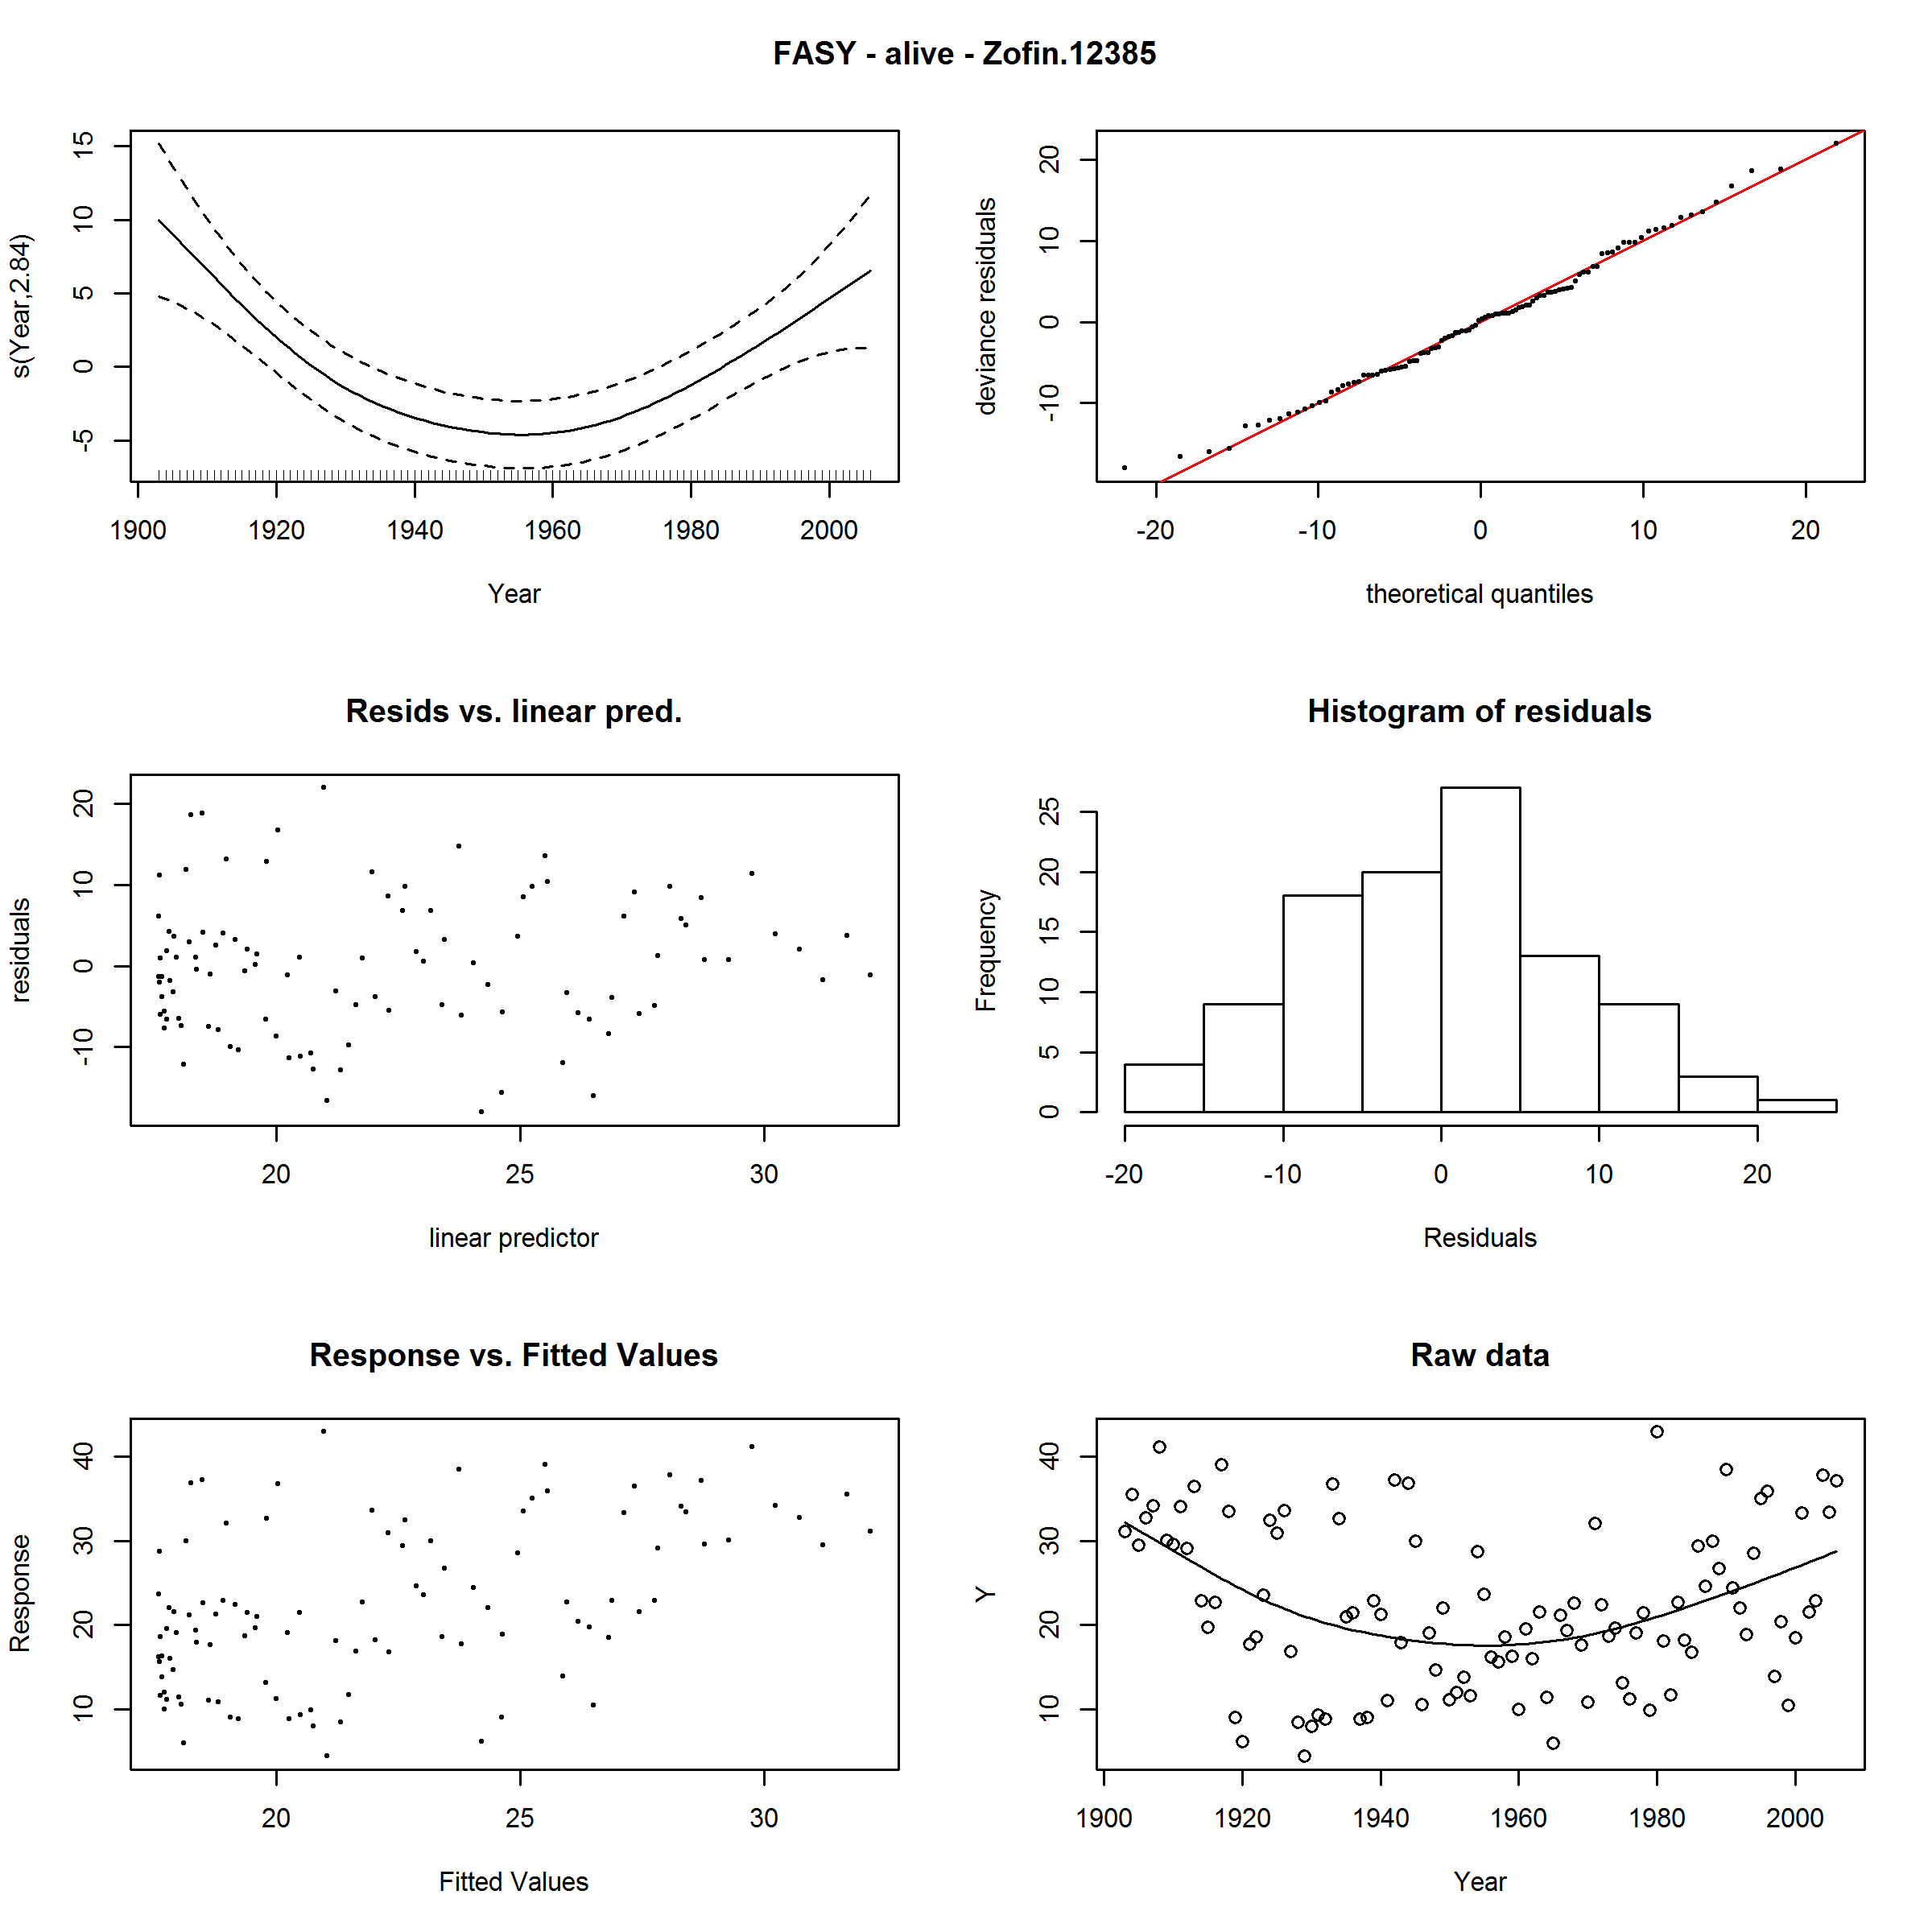 FASY - alive - Zofin.12385
s(Year,2.84)
15
10
5
0
-5
1900 1920 1940 1960 1980 2000
Year
deviance residuals
20
10
0
-10
-20 -10 0 10 20
theoretical quantiles
Resids vs. linear pred.
residuals
20
10
0
-10
20 25 30
linear predictor
Histogram of residuals
Frequency
25
20
15
10
5
0
-20 -10 0 10 20
Residuals
Response vs. Fitted Values
Response
40
30
20
10
20 25 30
Fitted Values
Raw data
Y
40
30
20
10
1900 1920 1940 1960 1980 2000
Year